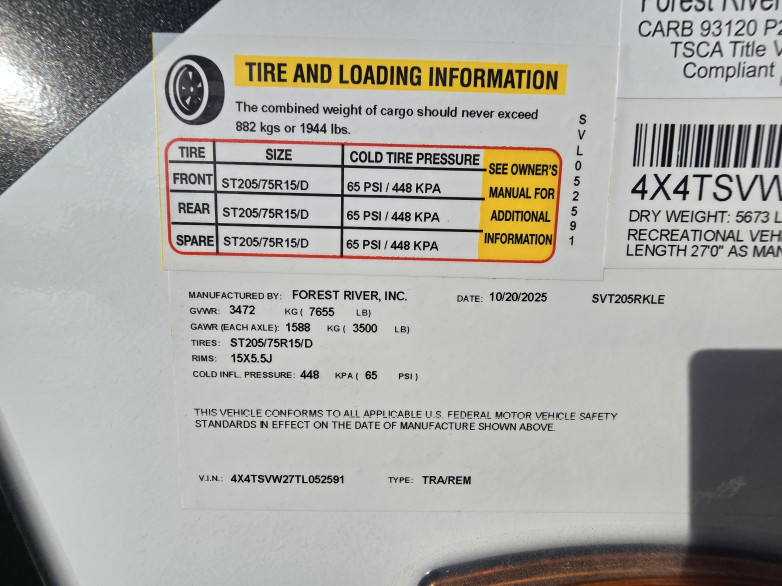 TIRE AND LOADING INFORMATION
The combined weight of cargo should never exceed
882 kgs or 1944 lbs.
TIRE SIZE COLD TIRE PRESSURE
FRONT ST205/75R15/D 65 PSI / 448 KPA
REAR ST205/75R15/D 65 PSI / 448 KPA
SPARE ST205/75R15/D 65 PSI / 448 KPA
SEE OWNER'S
MANUAL FOR
ADDITIONAL
INFORMATION
SVL052591
Forest River
CARB 93120 P2
TSCA Title V
Compliant
4X4TSVW
DRY WEIGHT: 5673 L
RECREATIONAL VEH
LENGTH 27'0" AS MAN
MANUFACTURED BY: FOREST RIVER, INC. DATE: 10/20/2025 SVT205RKLE
GVWR: 3472 KG ( 7655 LB)
GAWR (EACH AXLE): 1588 KG ( 3500 LB)
TIRES: ST205/75R15/D
RIMS: 15X5.5J
COLD INFL. PRESSURE: 448 KPA ( 65 PSI )
THIS VEHICLE CONFORMS TO ALL APPLICABLE U.S. FEDERAL MOTOR VEHICLE SAFETY
STANDARDS IN EFFECT ON THE DATE OF MANUFACTURE SHOWN ABOVE.
V.I.N.: 4X4TSVW27TL052591 TYPE: TRA/REM